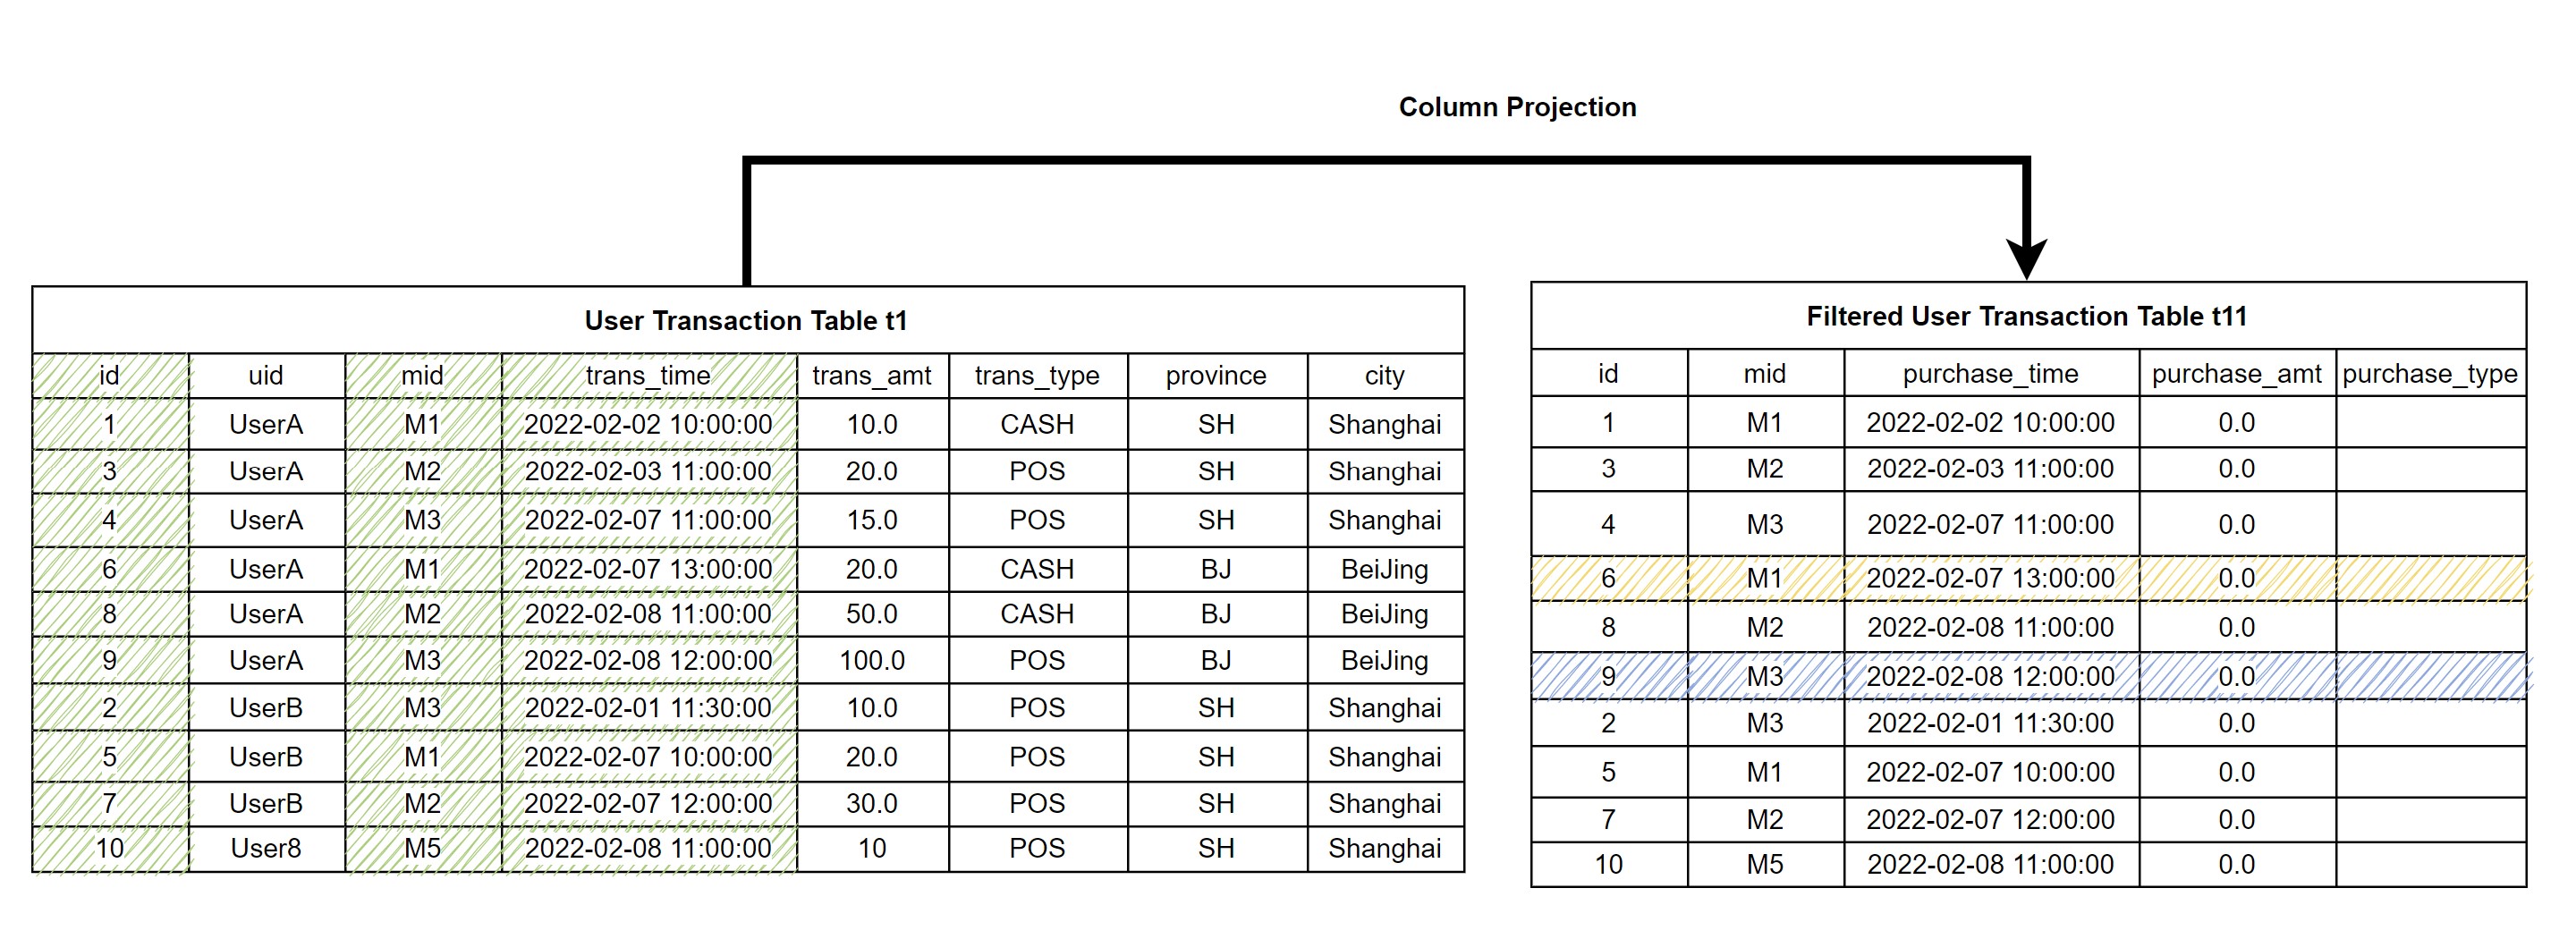 Column Projection
User Transaction Table t1
id uid mid trans_time trans_amt trans_type province city
1 UserA M1 2022-02-02 10:00:00 10.0 CASH SH Shanghai
3 UserA M2 2022-02-03 11:00:00 20.0 POS SH Shanghai
4 UserA M3 2022-02-07 11:00:00 15.0 POS SH Shanghai
6 UserA M1 2022-02-07 13:00:00 20.0 CASH BJ BeiJing
8 UserA M2 2022-02-08 11:00:00 50.0 CASH BJ BeiJing
9 UserA M3 2022-02-08 12:00:00 100.0 POS BJ BeiJing
2 UserB M3 2022-02-01 11:30:00 10.0 POS SH Shanghai
5 UserB M1 2022-02-07 10:00:00 20.0 POS SH Shanghai
7 UserB M2 2022-02-07 12:00:00 30.0 POS SH Shanghai
10 User8 M5 2022-02-08 11:00:00 10 POS SH Shanghai
Filtered User Transaction Table t11
id mid purchase_time purchase_amt purchase_type
1 M1 2022-02-02 10:00:00 0.0
3 M2 2022-02-03 11:00:00 0.0
4 M3 2022-02-07 11:00:00 0.0
6 M1 2022-02-07 13:00:00 0.0
8 M2 2022-02-08 11:00:00 0.0
9 M3 2022-02-08 12:00:00 0.0
2 M3 2022-02-01 11:30:00 0.0
5 M1 2022-02-07 10:00:00 0.0
7 M2 2022-02-07 12:00:00 0.0
10 M5 2022-02-08 11:00:00 0.0